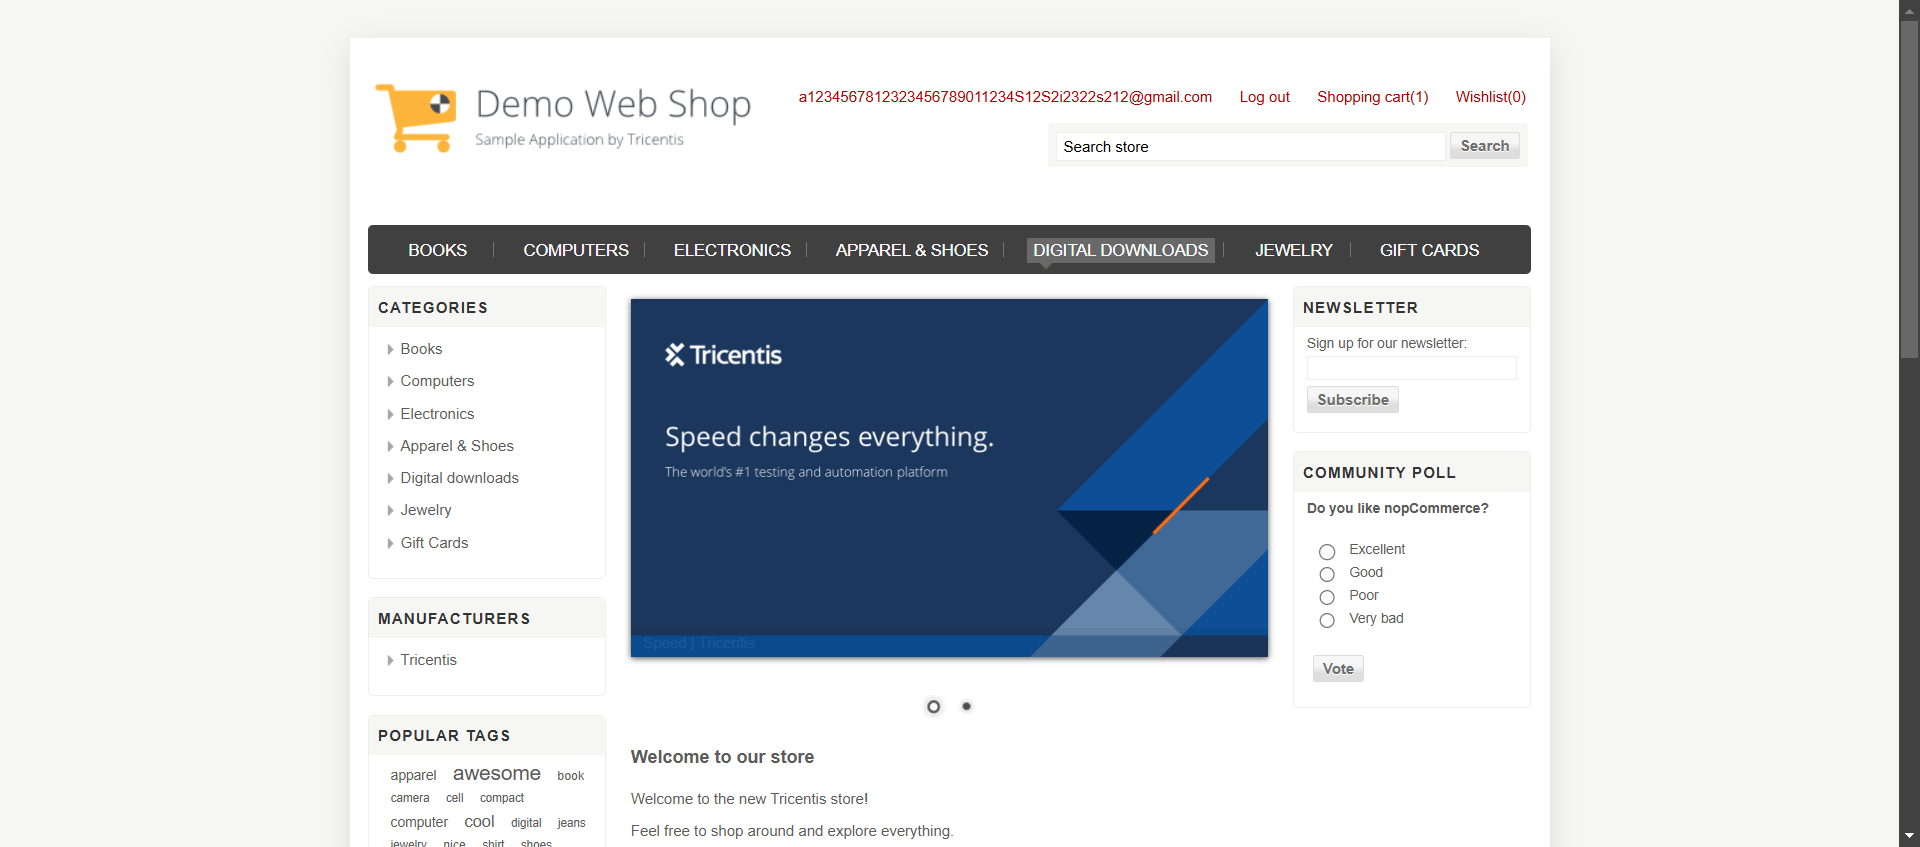 Demo Web Shop
Sample Application by Tricentis
a1234567812323456789011234S12S2i2322s212@gmail.com Log out Shopping cart(1) Wishlist(0)
Search store Search
BOOKS COMPUTERS ELECTRONICS APPAREL & SHOES DIGITAL DOWNLOADS JEWELRY GIFT CARDS
CATEGORIES
Books
Computers
Electronics
Apparel & Shoes
Digital downloads
Jewelry
Gift Cards
MANUFACTURERS
Tricentis
POPULAR TAGS
apparel awesome book
camera cell compact
computer cool digital jeans
jewelry nice shirt shoes
Tricentis
Speed changes everything.
The world's #1 testing and automation platform
Speed | Tricentis
Welcome to our store
Welcome to the new Tricentis store!
Feel free to shop around and explore everything.
NEWSLETTER
Sign up for our newsletter:
Subscribe
COMMUNITY POLL
Do you like nopCommerce?
Excellent
Good
Poor
Very bad
Vote